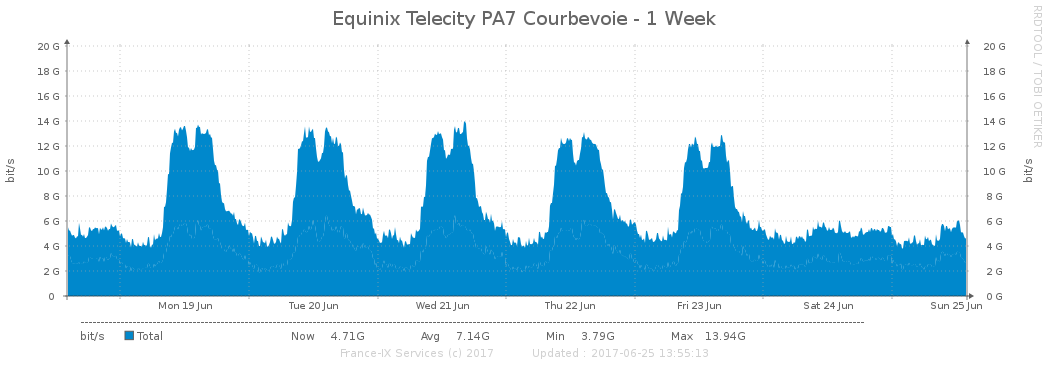 Equinix Telecity PA7 Courbevoie - 1 Week
RRDTOOL / TOBI OETIKER
20 G 20 G
18 G 18 G
16 G 16 G
14 G 14 G
12 G 12 G
10 G 10 G
8 G 8 G
6 G 6 G
4 G 4 G
2 G 2 G
0 0 G
bit/s bit/s
Mon 19 Jun Tue 20 Jun Wed 21 Jun Thu 22 Jun Fri 23 Jun Sat 24 Jun Sun 25 Jun
bit/s Total Now 4.71G Avg 7.14G Min 3.79G Max 13.94G
France-IX Services (c) 2017 Updated : 2017-06-25 13:55:13